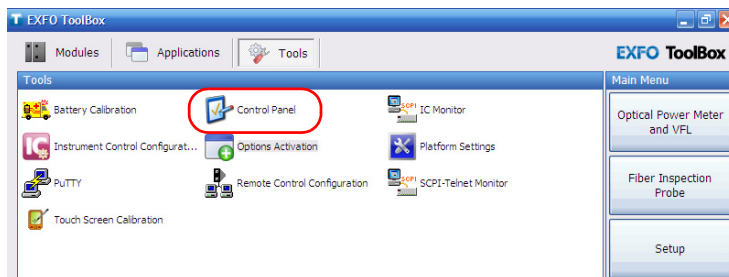 EXFO ToolBox
Modules Applications Tools EXFO ToolBox
Tools Main Menu
Battery Calibration Control Panel SCPI IC Monitor
Instrument Control Configurat... Options Activation Platform Settings
PuTTY Remote Control Configuration SCPI SCPI-Telnet Monitor
Touch Screen Calibration
Optical Power Meter
and VFL
Fiber Inspection
Probe
Setup